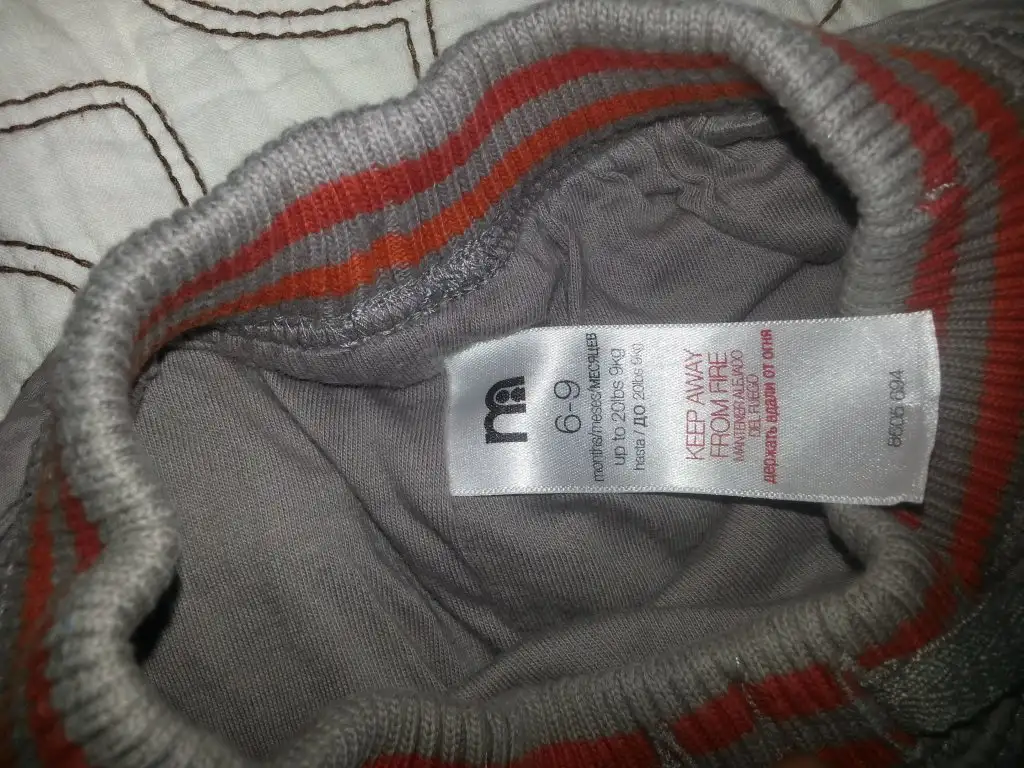 m
6-9
months/meses/МЕСЯЦЕВ
up to 20lbs 9kg
hasta / ДО 20lbs 9kg
KEEP AWAY
FROM FIRE
MANTENER ALEJADO
DEL FUEGO
держать вдали от огня
8605 694